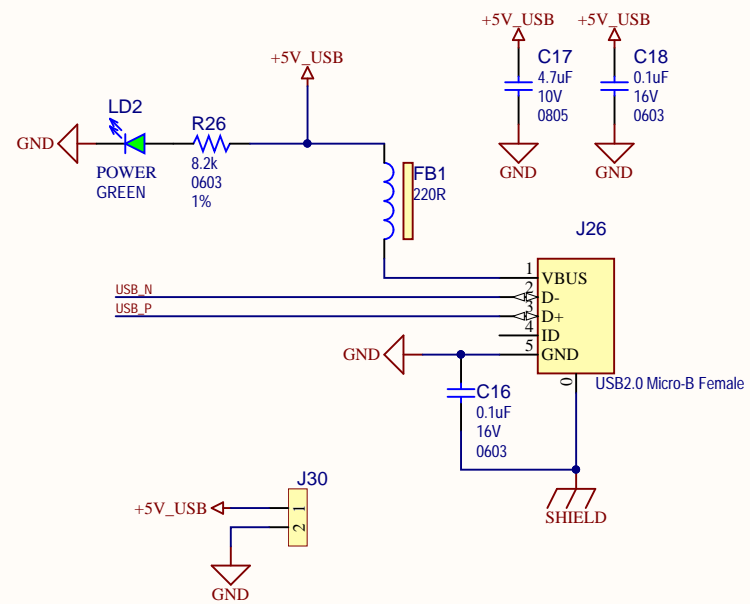 +5V_USB
+5V_USB
C17
4.7uF
10V
0805
GND
C18
0.1uF
16V
0603
GND
+5V_USB
LD2
GND
POWER
GREEN
R26
8.2k
0603
1%
FB1
220R
J26
1 VBUS
2 D-
3 D+
4 ID
5 GND
0
USB2.0 Micro-B Female
USB_N
USB_P
GND
C16
0.1uF
16V
0603
SHIELD
J30
+5V_USB
1
2
GND